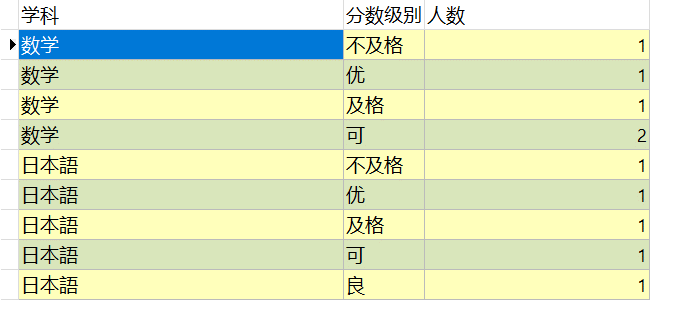 学科 分数级别 人数
数学 不及格 1
数学 优 1
数学 及格 1
数学 可 2
日本語 不及格 1
日本語 优 1
日本語 及格 1
日本語 可 1
日本語 良 1